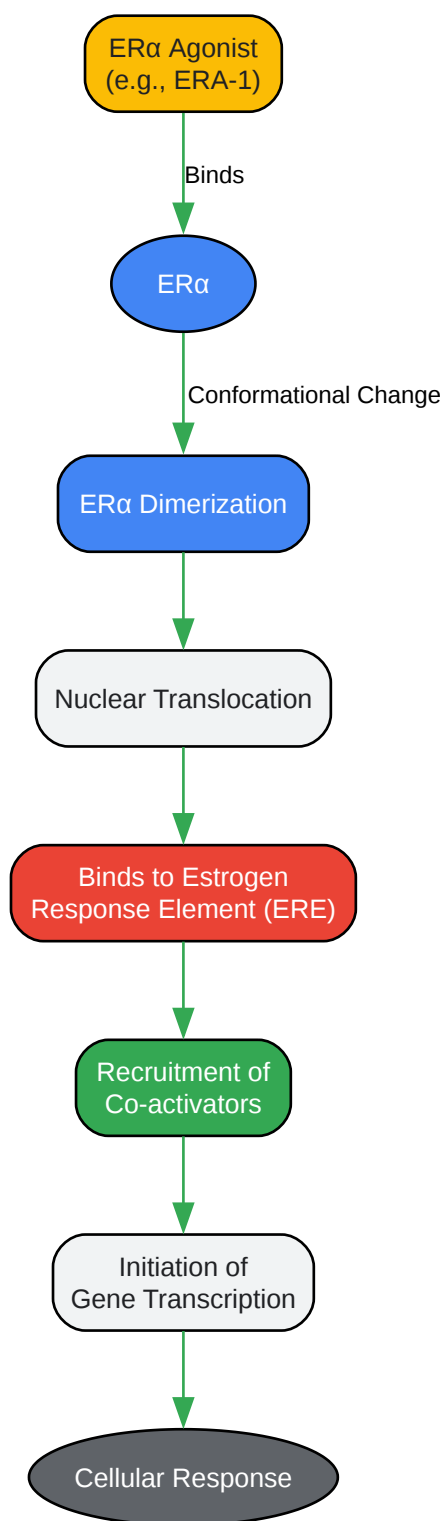 ERα Agonist
(e.g., ERA-1)
Binds
ERα
Conformational Change
ERα Dimerization
Nuclear Translocation
Binds to Estrogen
Response Element (ERE)
Recruitment of
Co-activators
Initiation of
Gene Transcription
Cellular Response